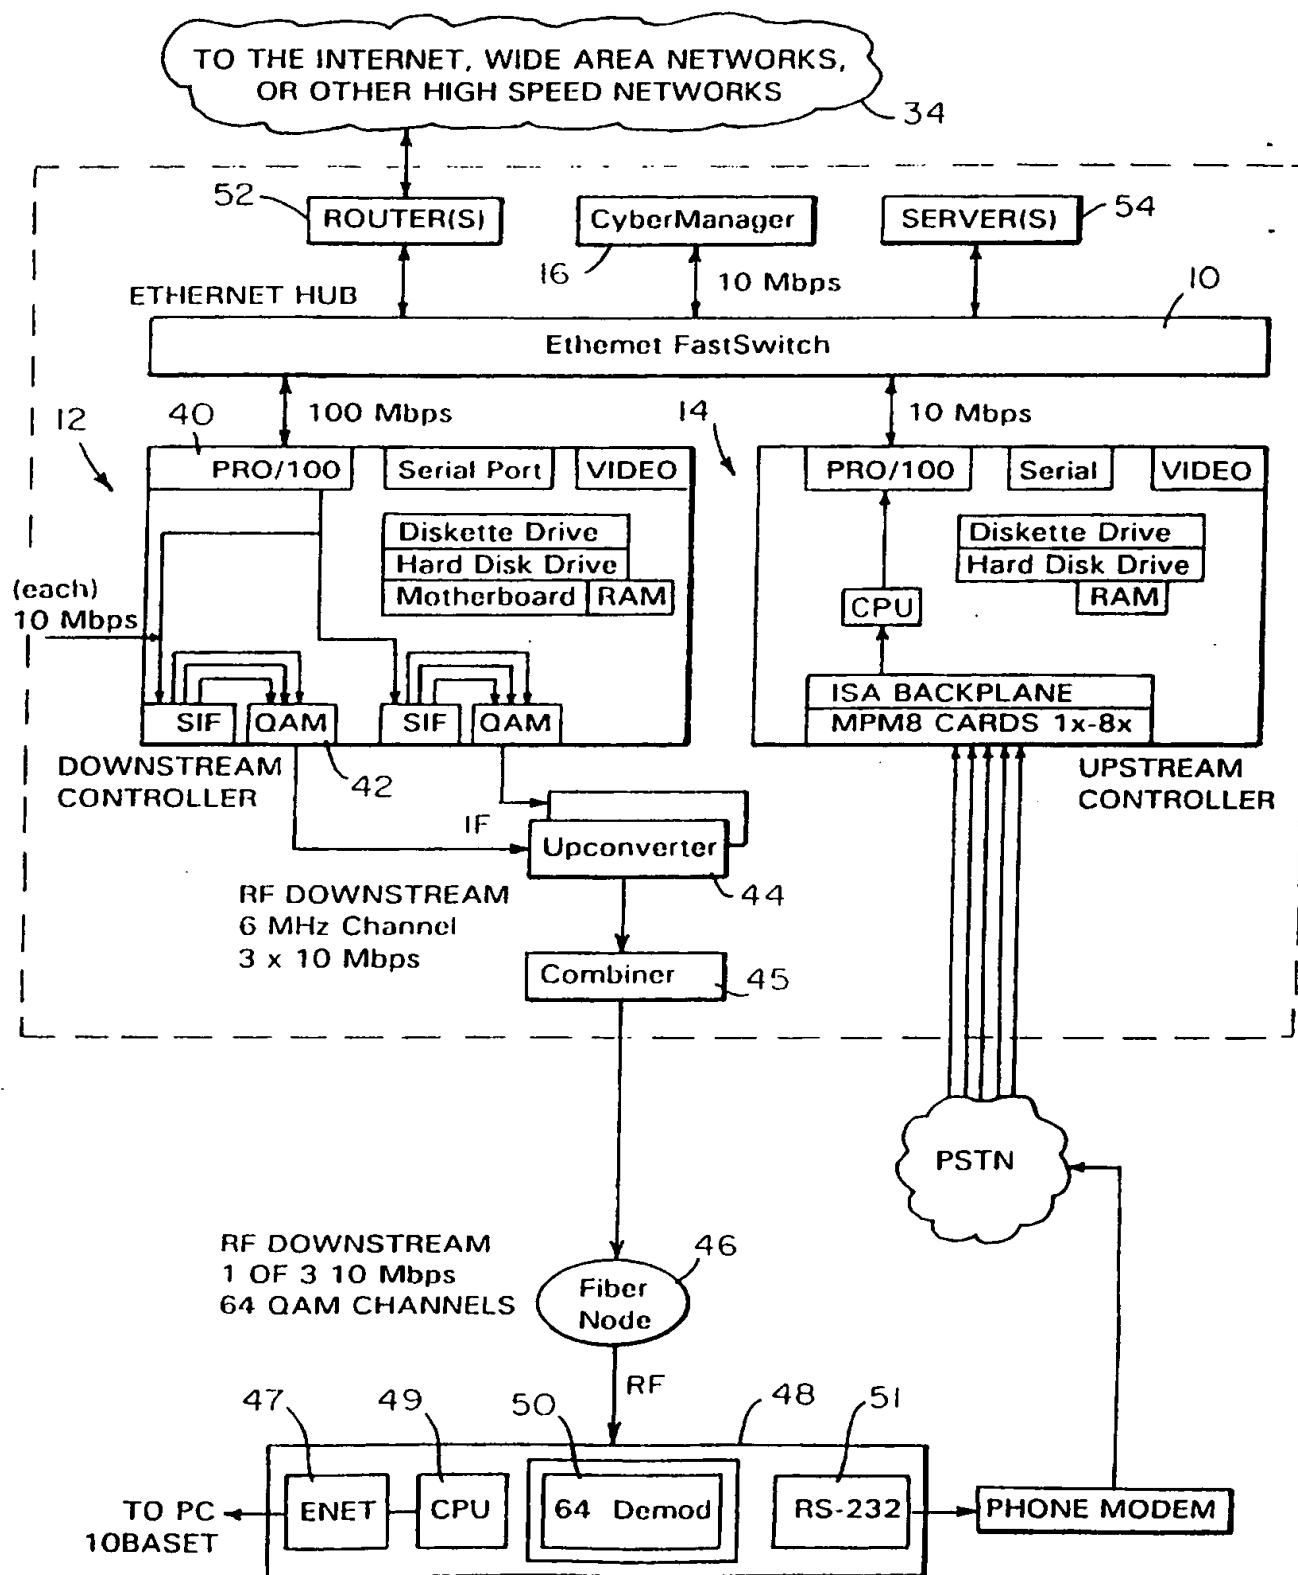 TO THE INTERNET, WIDE AREA NETWORKS,
OR OTHER HIGH SPEED NETWORKS
34
52
ROUTER(S)
CyberManager
SERVER(S)
54
16
10 Mbps
10
ETHERNET HUB
Ethernet FastSwitch
12
40
100 Mbps
14
10 Mbps
PRO/100
Serial Port
VIDEO
PRO/100
Serial
VIDEO
Diskette Drive
Hard Disk Drive
Motherboard
RAM
Diskette Drive
Hard Disk Drive
RAM
CPU
(each)
10 Mbps
SIF
QAM
SIF
QAM
ISA BACKPLANE
MPM8 CARDS 1x-8x
DOWNSTREAM
CONTROLLER
42
UPSTREAM
CONTROLLER
IF
Upconverter
44
RF DOWNSTREAM
6 MHz Channel
3 x 10 Mbps
Combiner
45
PSTN
RF DOWNSTREAM
1 OF 3 10 Mbps
64 QAM CHANNELS
46
Fiber
Node
RF
47
49
50
48
51
TO PC
10BASET
ENET
CPU
64 Demod
RS-232
PHONE MODEM